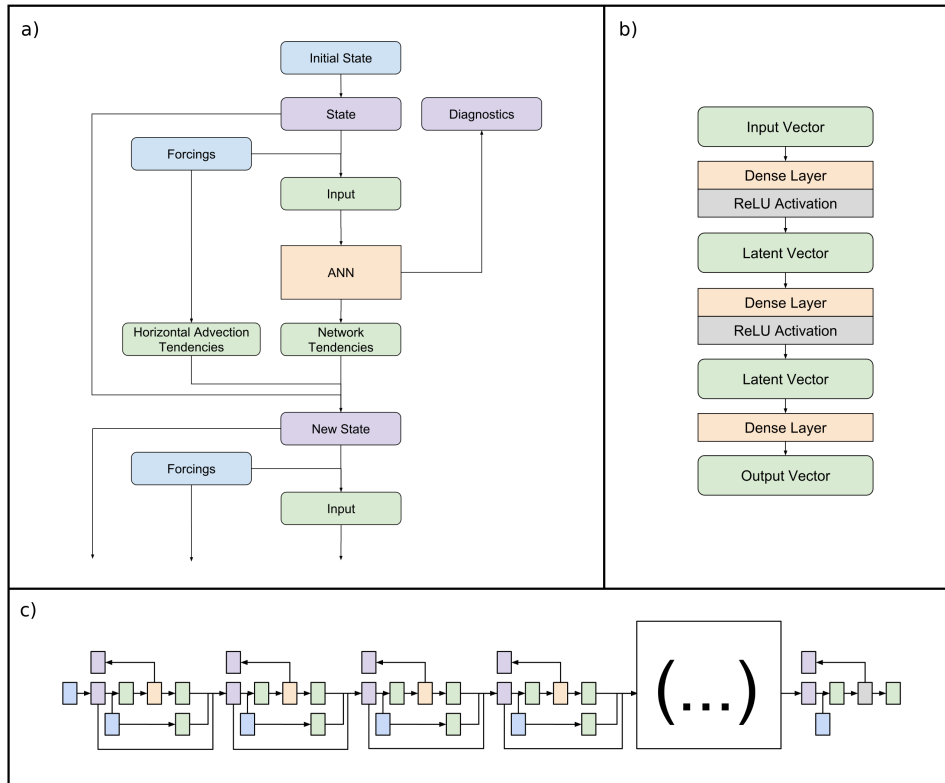 a)
Initial State
State
Diagnostics
Forcings
Input
ANN
Horizontal Advection
Tendencies
Network
Tendencies
New State
Forcings
Input
b)
Input Vector
Dense Layer
ReLU Activation
Latent Vector
Dense Layer
ReLU Activation
Latent Vector
Dense Layer
Output Vector
c)
(...)